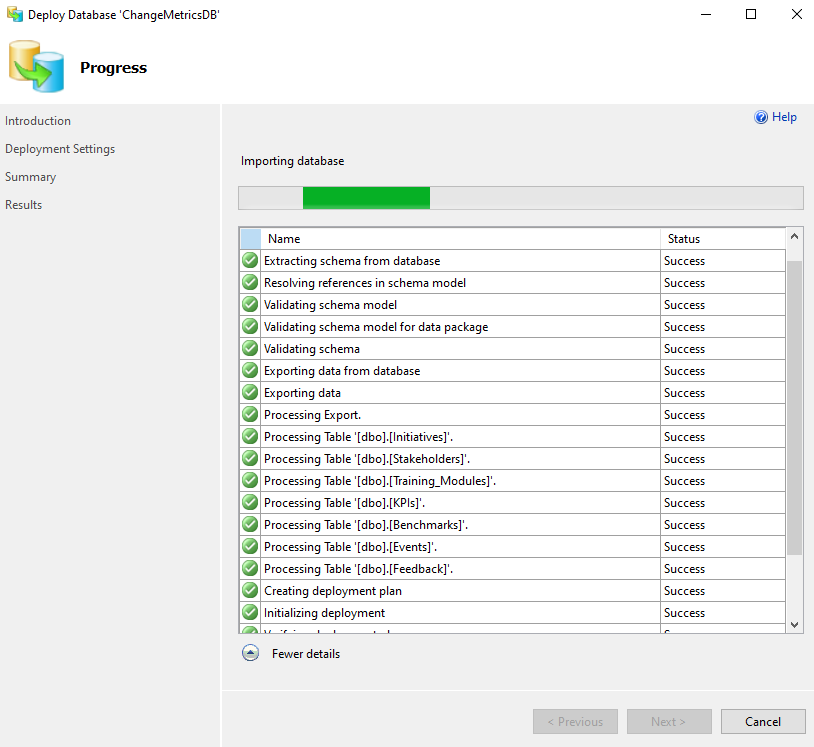 Deploy Database 'ChangeMetricsDB'
Progress
Introduction
Deployment Settings
Summary
Results
Help
Importing database
Name Status
Extracting schema from database Success
Resolving references in schema model Success
Validating schema model Success
Validating schema model for data package Success
Validating schema Success
Exporting data from database Success
Exporting data Success
Processing Export. Success
Processing Table '[dbo].[Initiatives]'. Success
Processing Table '[dbo].[Stakeholders]'. Success
Processing Table '[dbo].[Training_Modules]'. Success
Processing Table '[dbo].[KPIs]'. Success
Processing Table '[dbo].[Benchmarks]'. Success
Processing Table '[dbo].[Events]'. Success
Processing Table '[dbo].[Feedback]'. Success
Creating deployment plan Success
Initializing deployment Success
Fewer details
< Previous
Next >
Cancel